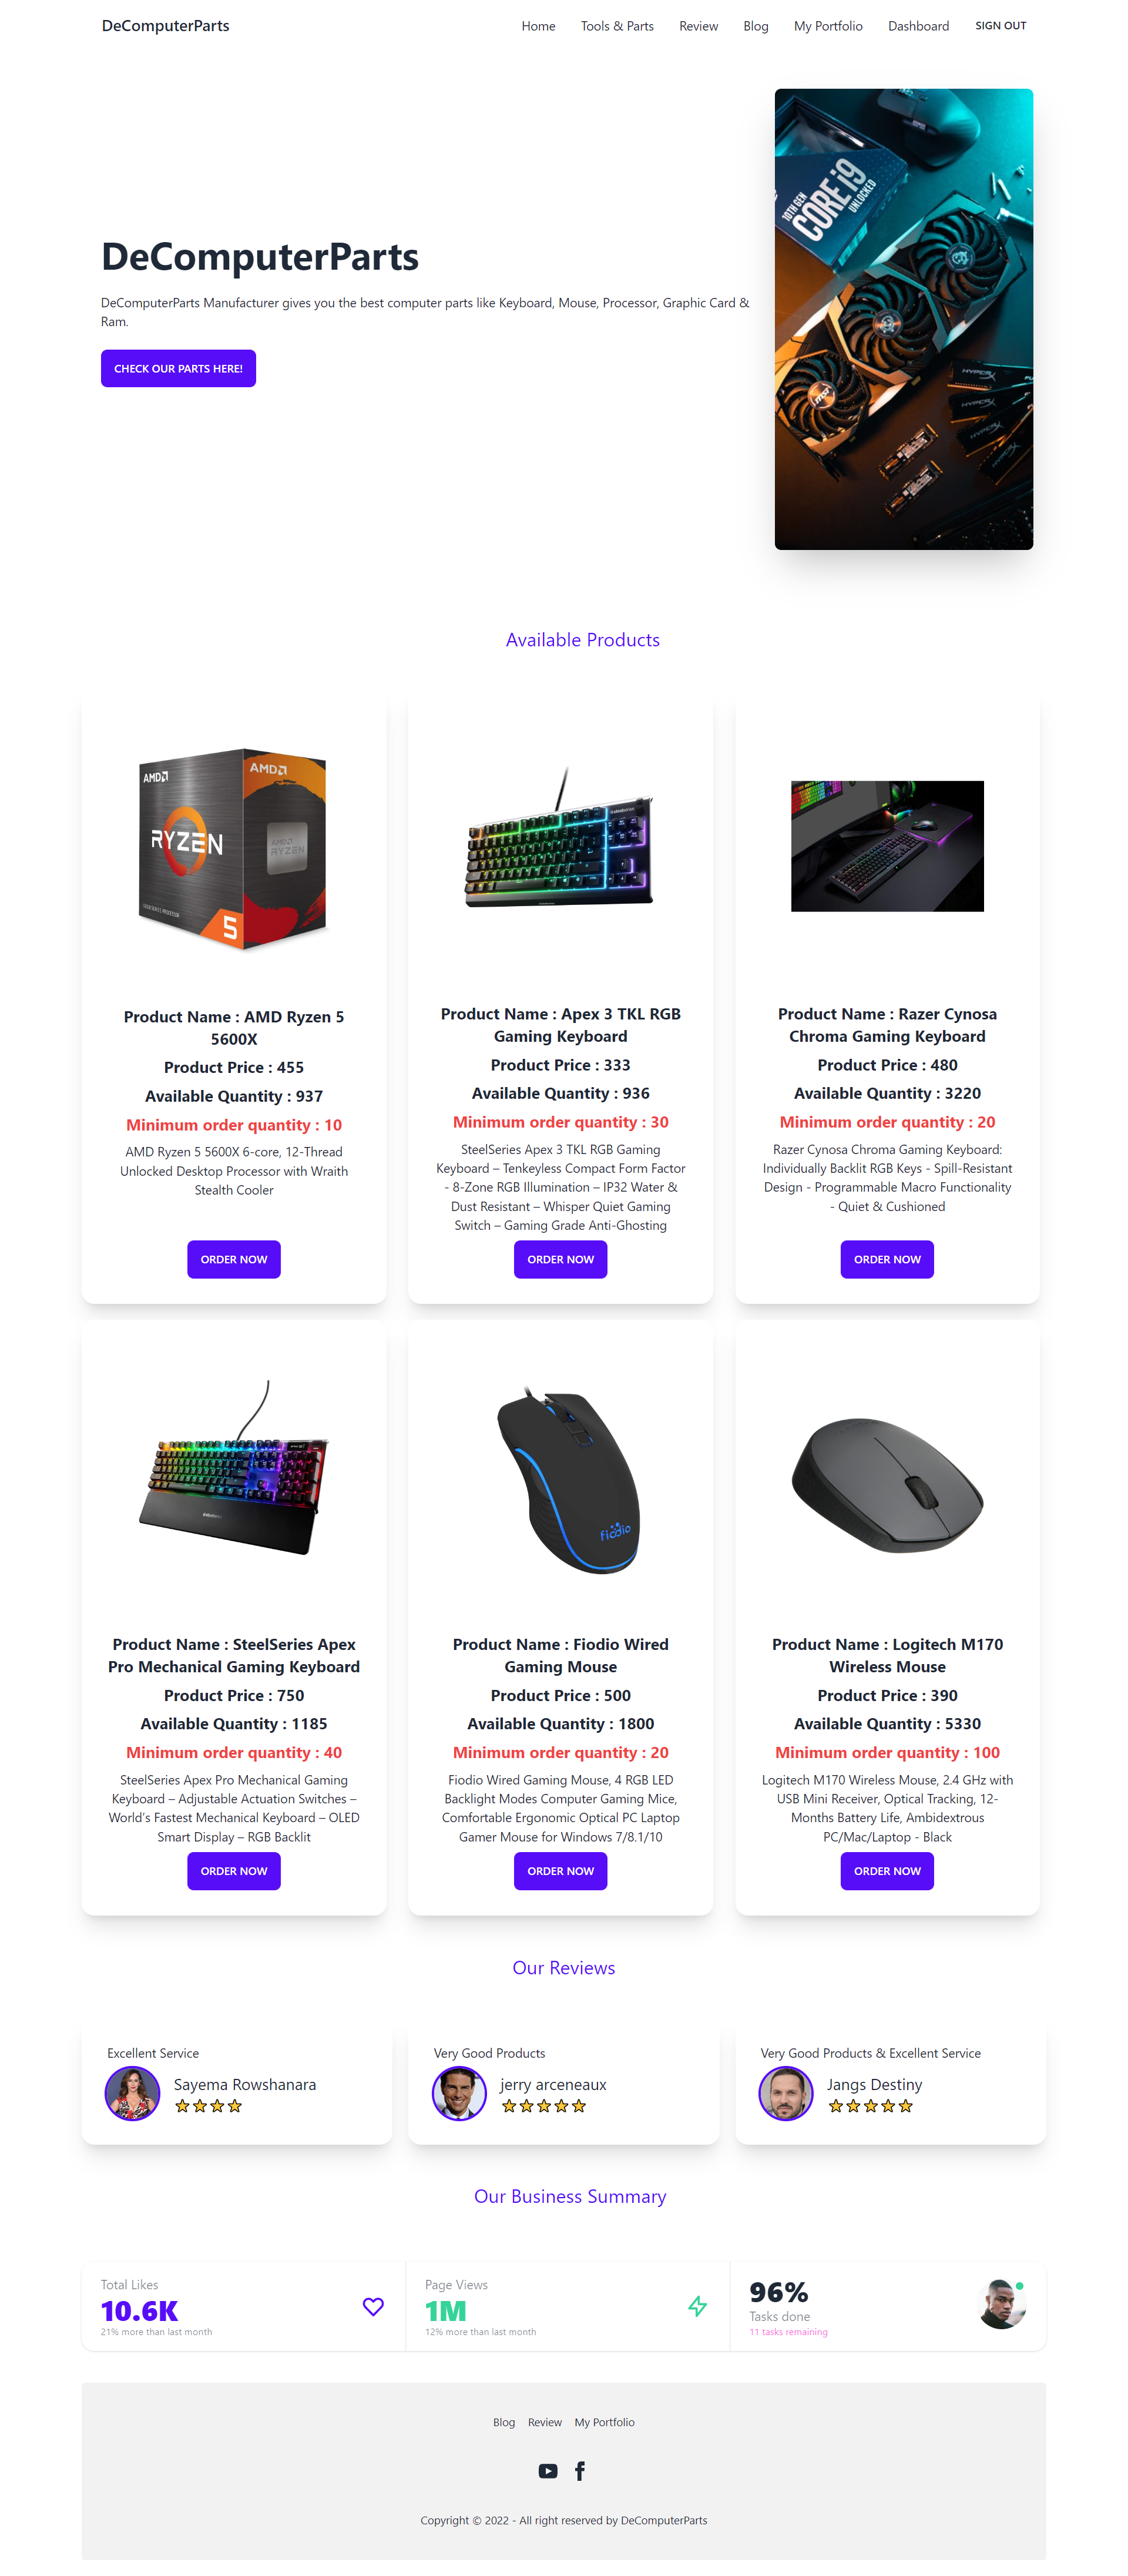 DeComputerParts
Home Tools & Parts Review Blog My Portfolio Dashboard SIGN OUT
10TH GEN
CORE i9
UNLOCKED
msi
HYPERX
HYPERX
HYPERX
DeComputerParts
DeComputerParts Manufacturer gives you the best computer parts like Keyboard, Mouse, Processor, Graphic Card &
Ram.
CHECK OUR PARTS HERE!
Available Products
AMD
AMD
RYZEN
AMD
RYZEN
5
Product Name : AMD Ryzen 5
5600X
Product Price : 455
Available Quantity : 937
Minimum order quantity : 10
AMD Ryzen 5 5600X 6-core, 12-Thread
Unlocked Desktop Processor with Wraith
Stealth Cooler
ORDER NOW
Product Name : Apex 3 TKL RGB
Gaming Keyboard
Product Price : 333
Available Quantity : 936
Minimum order quantity : 30
SteelSeries Apex 3 TKL RGB Gaming
Keyboard – Tenkeyless Compact Form Factor
- 8-Zone RGB Illumination – IP32 Water &
Dust Resistant – Whisper Quiet Gaming
Switch – Gaming Grade Anti-Ghosting
ORDER NOW
Product Name : Razer Cynosa
Chroma Gaming Keyboard
Product Price : 480
Available Quantity : 3220
Minimum order quantity : 20
Razer Cynosa Chroma Gaming Keyboard:
Individually Backlit RGB Keys - Spill-Resistant
Design - Programmable Macro Functionality
- Quiet & Cushioned
ORDER NOW
Product Name : SteelSeries Apex
Pro Mechanical Gaming Keyboard
Product Price : 750
Available Quantity : 1185
Minimum order quantity : 40
SteelSeries Apex Pro Mechanical Gaming
Keyboard – Adjustable Actuation Switches –
World's Fastest Mechanical Keyboard – OLED
Smart Display – RGB Backlit
ORDER NOW
fiodio
Product Name : Fiodio Wired
Gaming Mouse
Product Price : 500
Available Quantity : 1800
Minimum order quantity : 20
Fiodio Wired Gaming Mouse, 4 RGB LED
Backlight Modes Computer Gaming Mice,
Comfortable Ergonomic Optical PC Laptop
Gamer Mouse for Windows 7/8.1/10
ORDER NOW
Product Name : Logitech M170
Wireless Mouse
Product Price : 390
Available Quantity : 5330
Minimum order quantity : 100
Logitech M170 Wireless Mouse, 2.4 GHz with
USB Mini Receiver, Optical Tracking, 12-
Months Battery Life, Ambidextrous
PC/Mac/Laptop - Black
ORDER NOW
Our Reviews
Excellent Service
Sayema Rowshanara
Very Good Products
jerry arceneaux
Very Good Products & Excellent Service
Jangs Destiny
Our Business Summary
Total Likes
10.6K
21% more than last month
Page Views
1M
12% more than last month
96%
Tasks done
11 tasks remaining
Blog Review My Portfolio
Copyright © 2022 - All right reserved by DeComputerParts